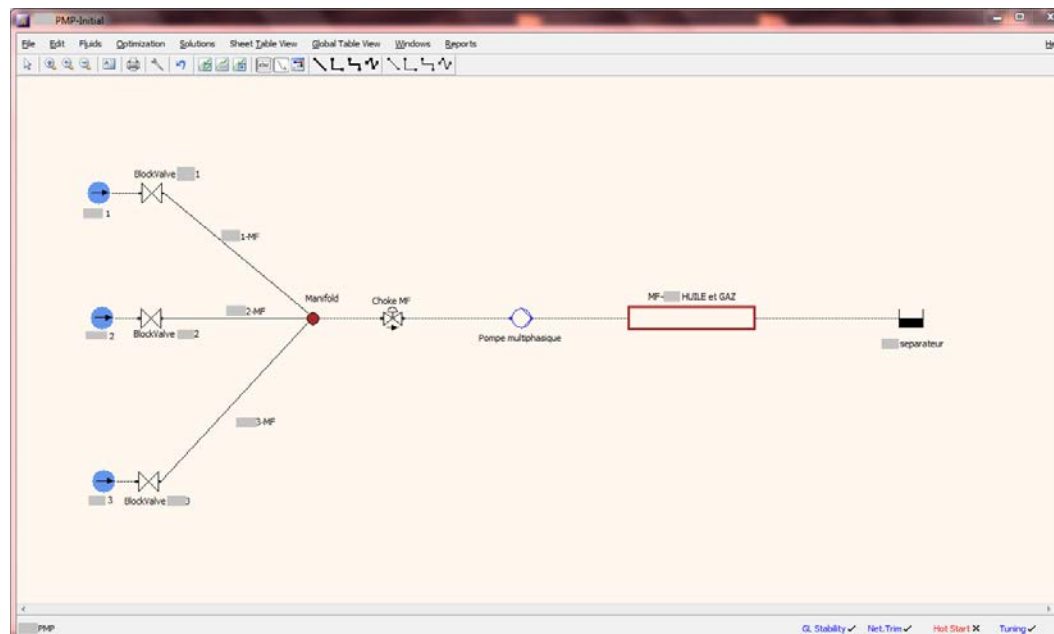 PMP-Initial
File Edit Fluids Optimization Solutions Sheet Table View Global Table View Windows Reports
BlockValve 1
1
1-MF
Manifold
Choke MF
MF- HUILE et GAZ
2-MF
2
BlockValve 2
Pompe multiphasique
separateur
3-MF
3
BlockValve 3
PMP
GL Stability Net.Trim Hot Start Tuning